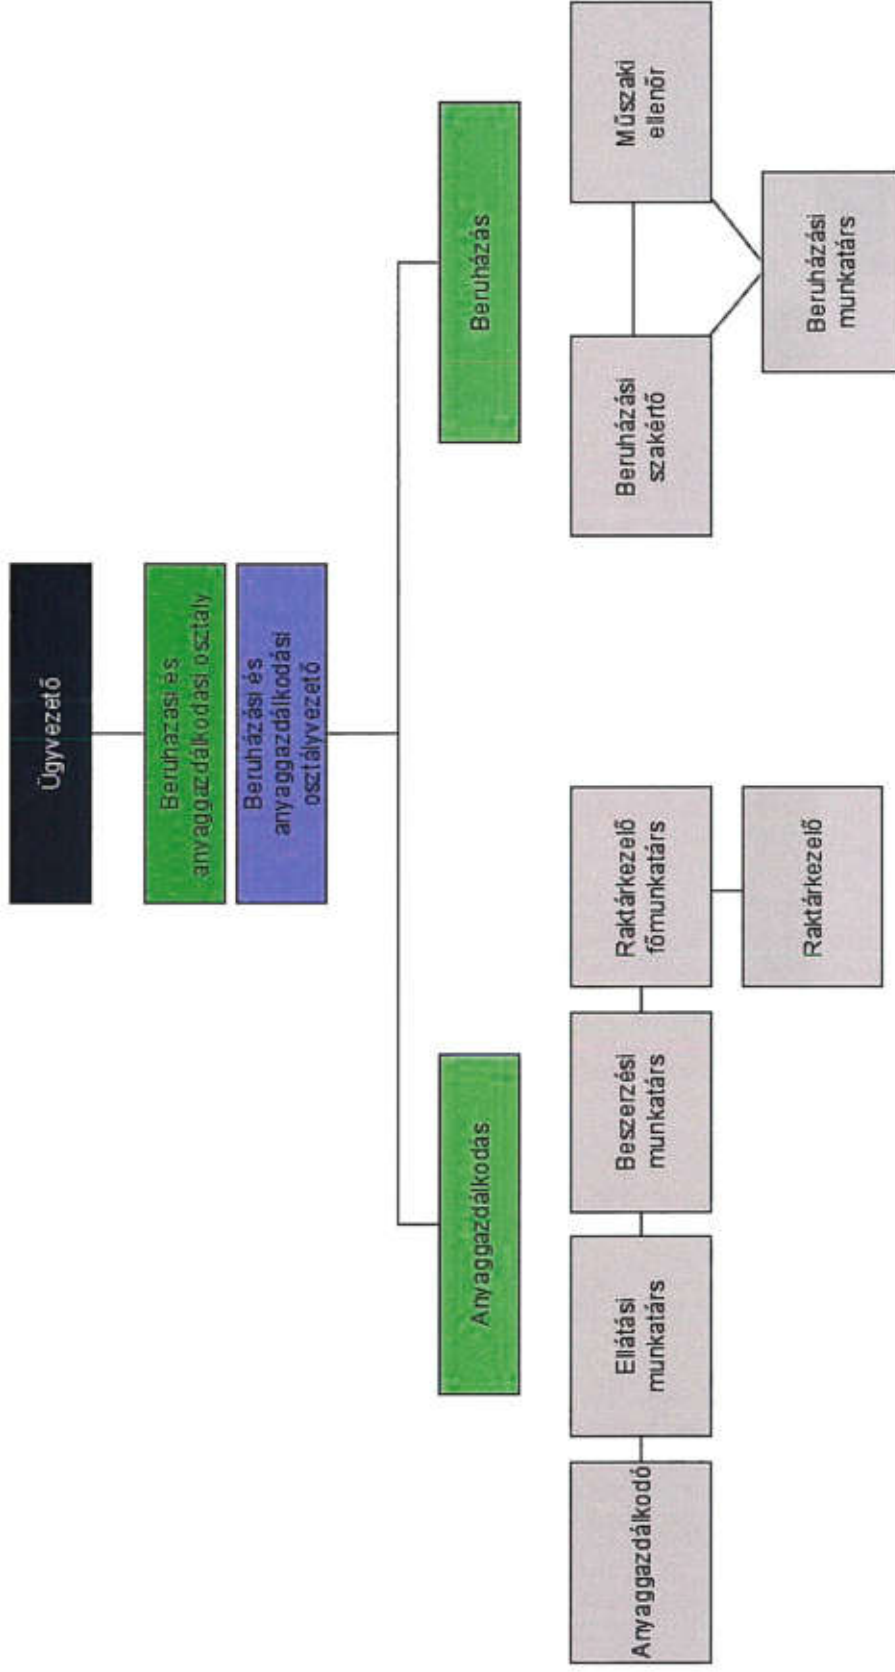 Ügyvezető
Beruházási és
anyaggazdálkodási osztály
Beruházási és
anyaggazdálkodási
osztályvezető
Anyaggazdálkodás
Beruházás
Anyaggazdálkodó
Ellátási
munkatárs
Beszerzési
munkatárs
Raktárkezelő
főmunkatárs
Raktárkezelő
Beruházási
szakértő
Műszaki
ellenőr
Beruházási
munkatárs